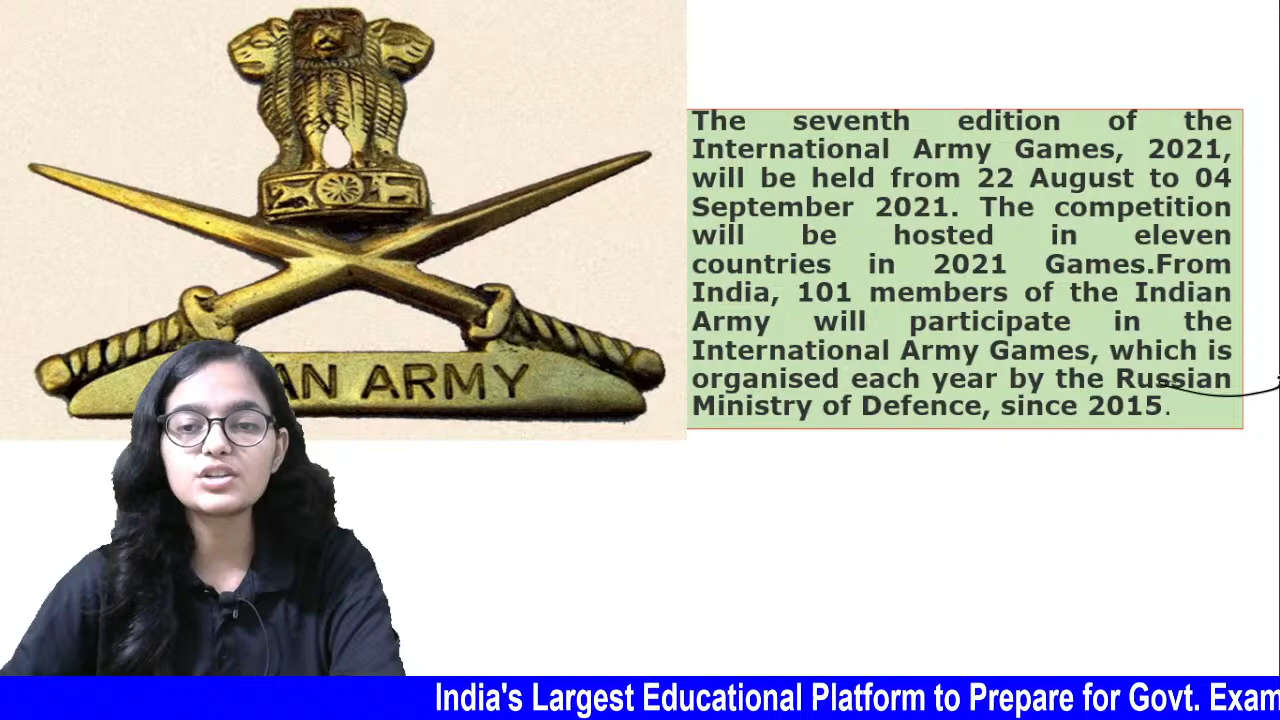 AN ARMY
The seventh edition of the
International Army Games, 2021,
will be held from 22 August to 04
September 2021. The competition
will be hosted in eleven
countries in 2021 Games.From
India, 101 members of the Indian
Army will participate in the
International Army Games, which is
organised each year by the Russian
Ministry of Defence, since 2015.
India's Largest Educational Platform to Prepare for Govt. Exam